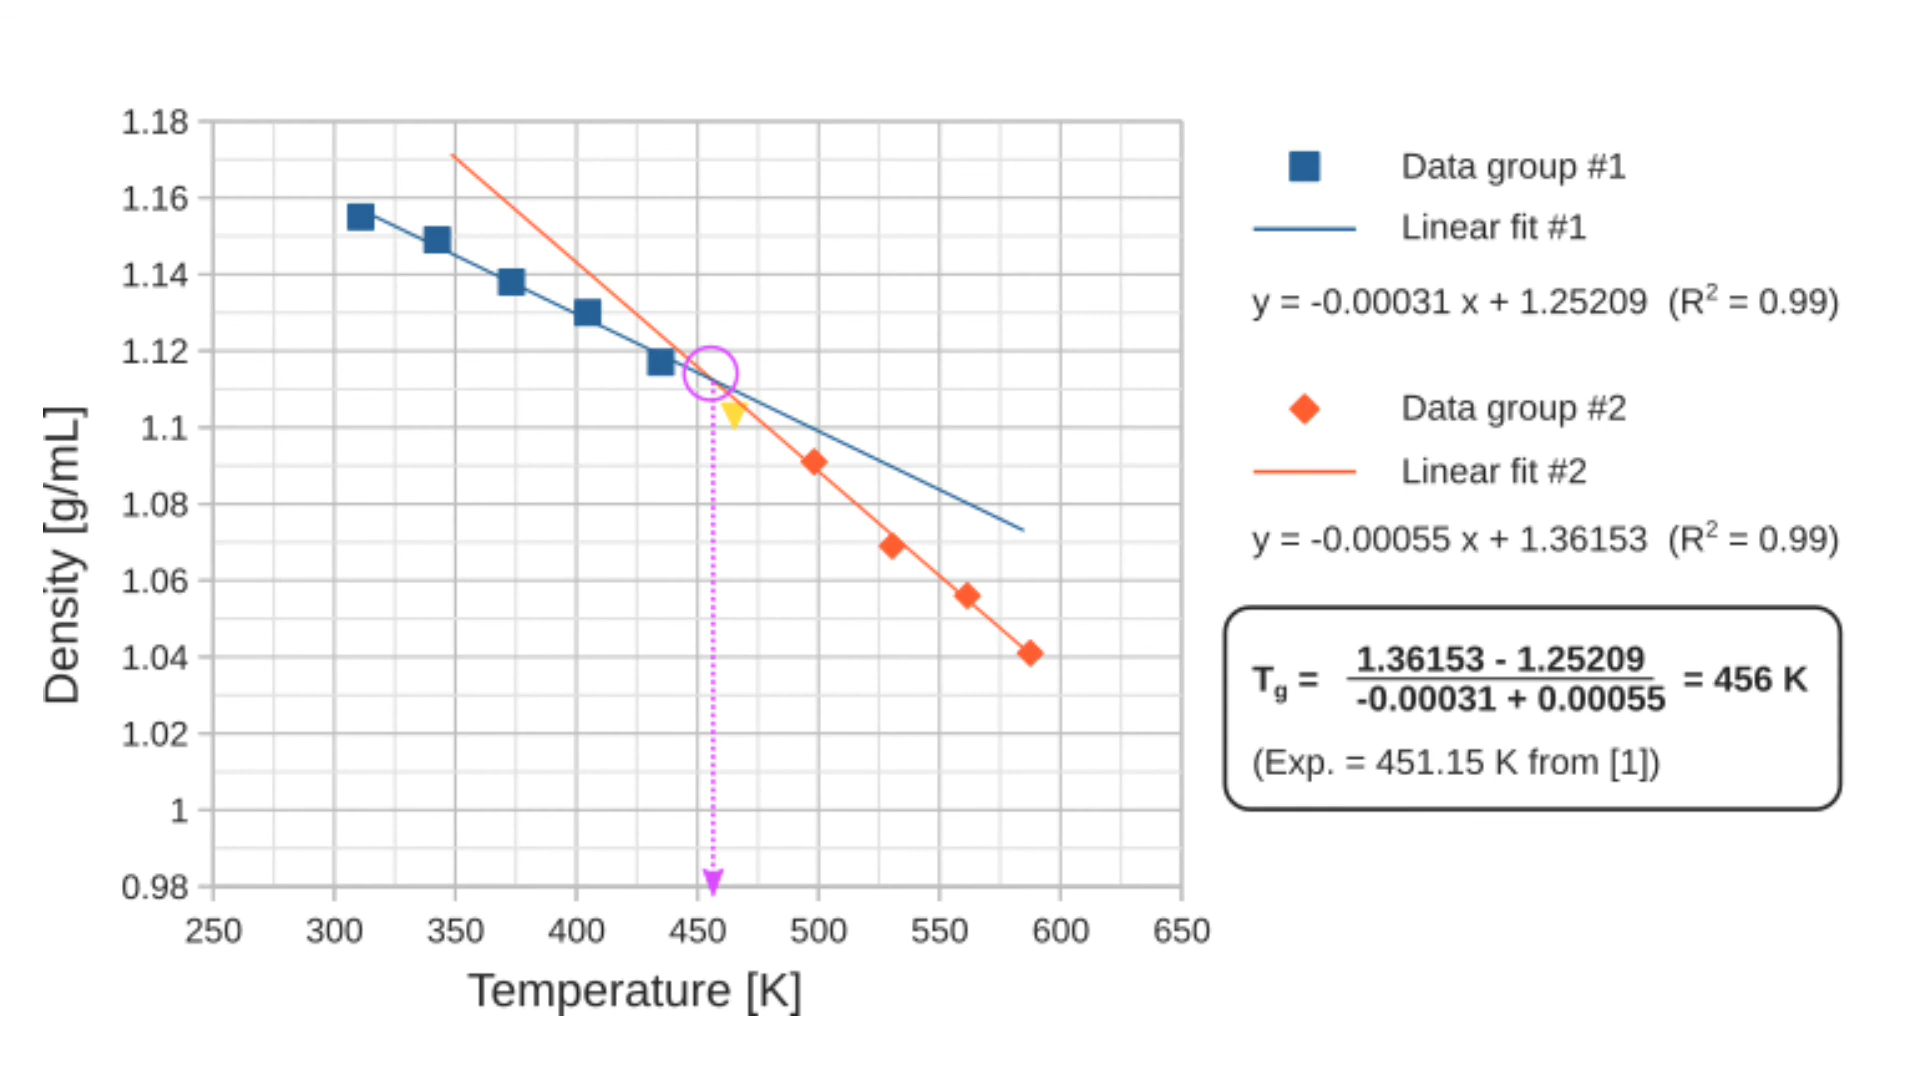 1.18
1.16
1.14
1.12
1.1
1.08
1.06
1.04
1.02
1
0.98
250 300 350 400 450 500 550 600 650
Density [g/mL]
Temperature [K]
Data group #1
Linear fit #1
y = -0.00031 x + 1.25209 (R² = 0.99)
Data group #2
Linear fit #2
y = -0.00055 x + 1.36153 (R² = 0.99)
1.36153 - 1.25209
Tg = = 456 K
-0.00031 + 0.00055
(Exp. = 451.15 K from [1])